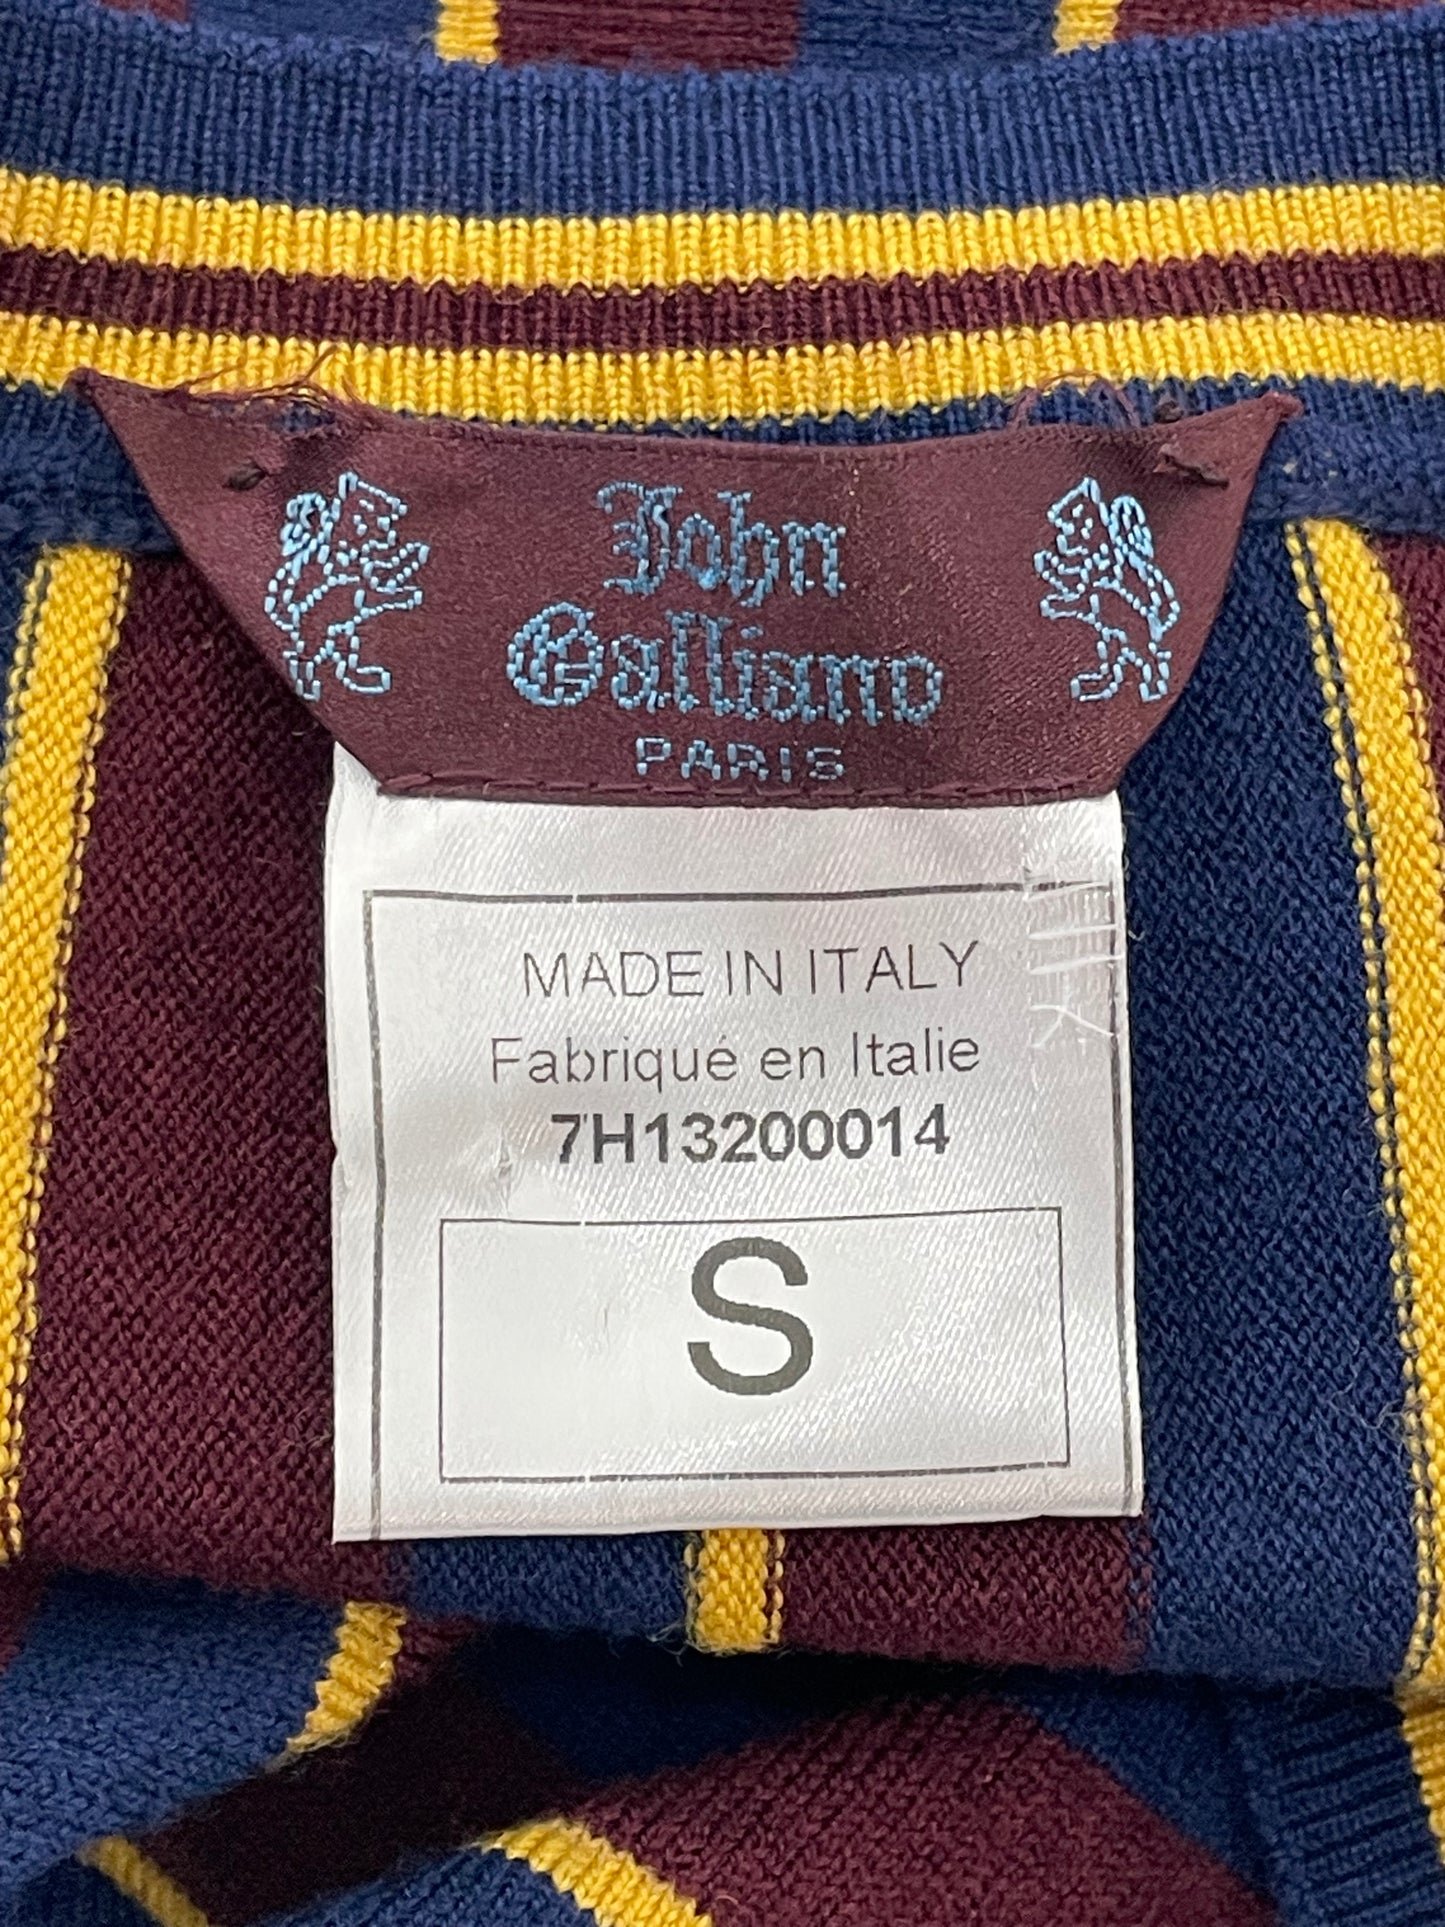 John
Galliano
PARIS
MADE IN ITALY
Fabriqué en Italie
7H13200014
S